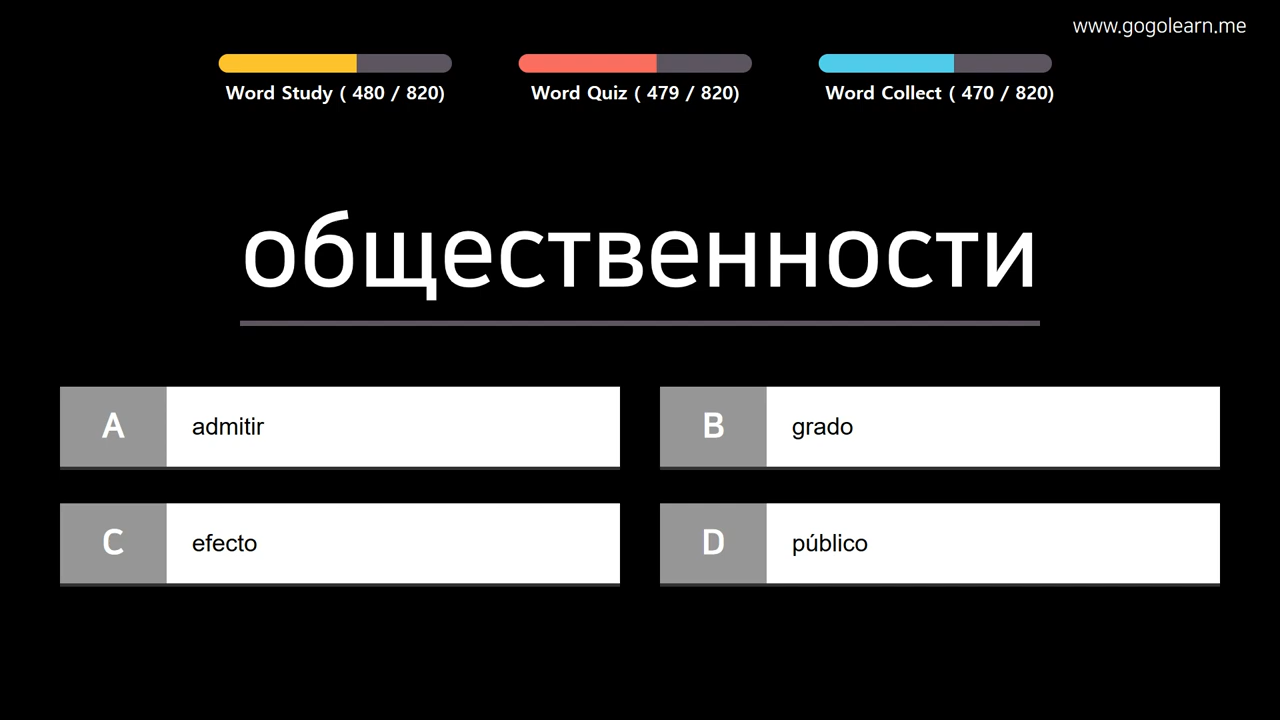 www.gogolearn.me
Word Study ( 480 / 820)
Word Quiz ( 479 / 820)
Word Collect ( 470 / 820)
общественности
A admitir
B grado
C efecto
D público